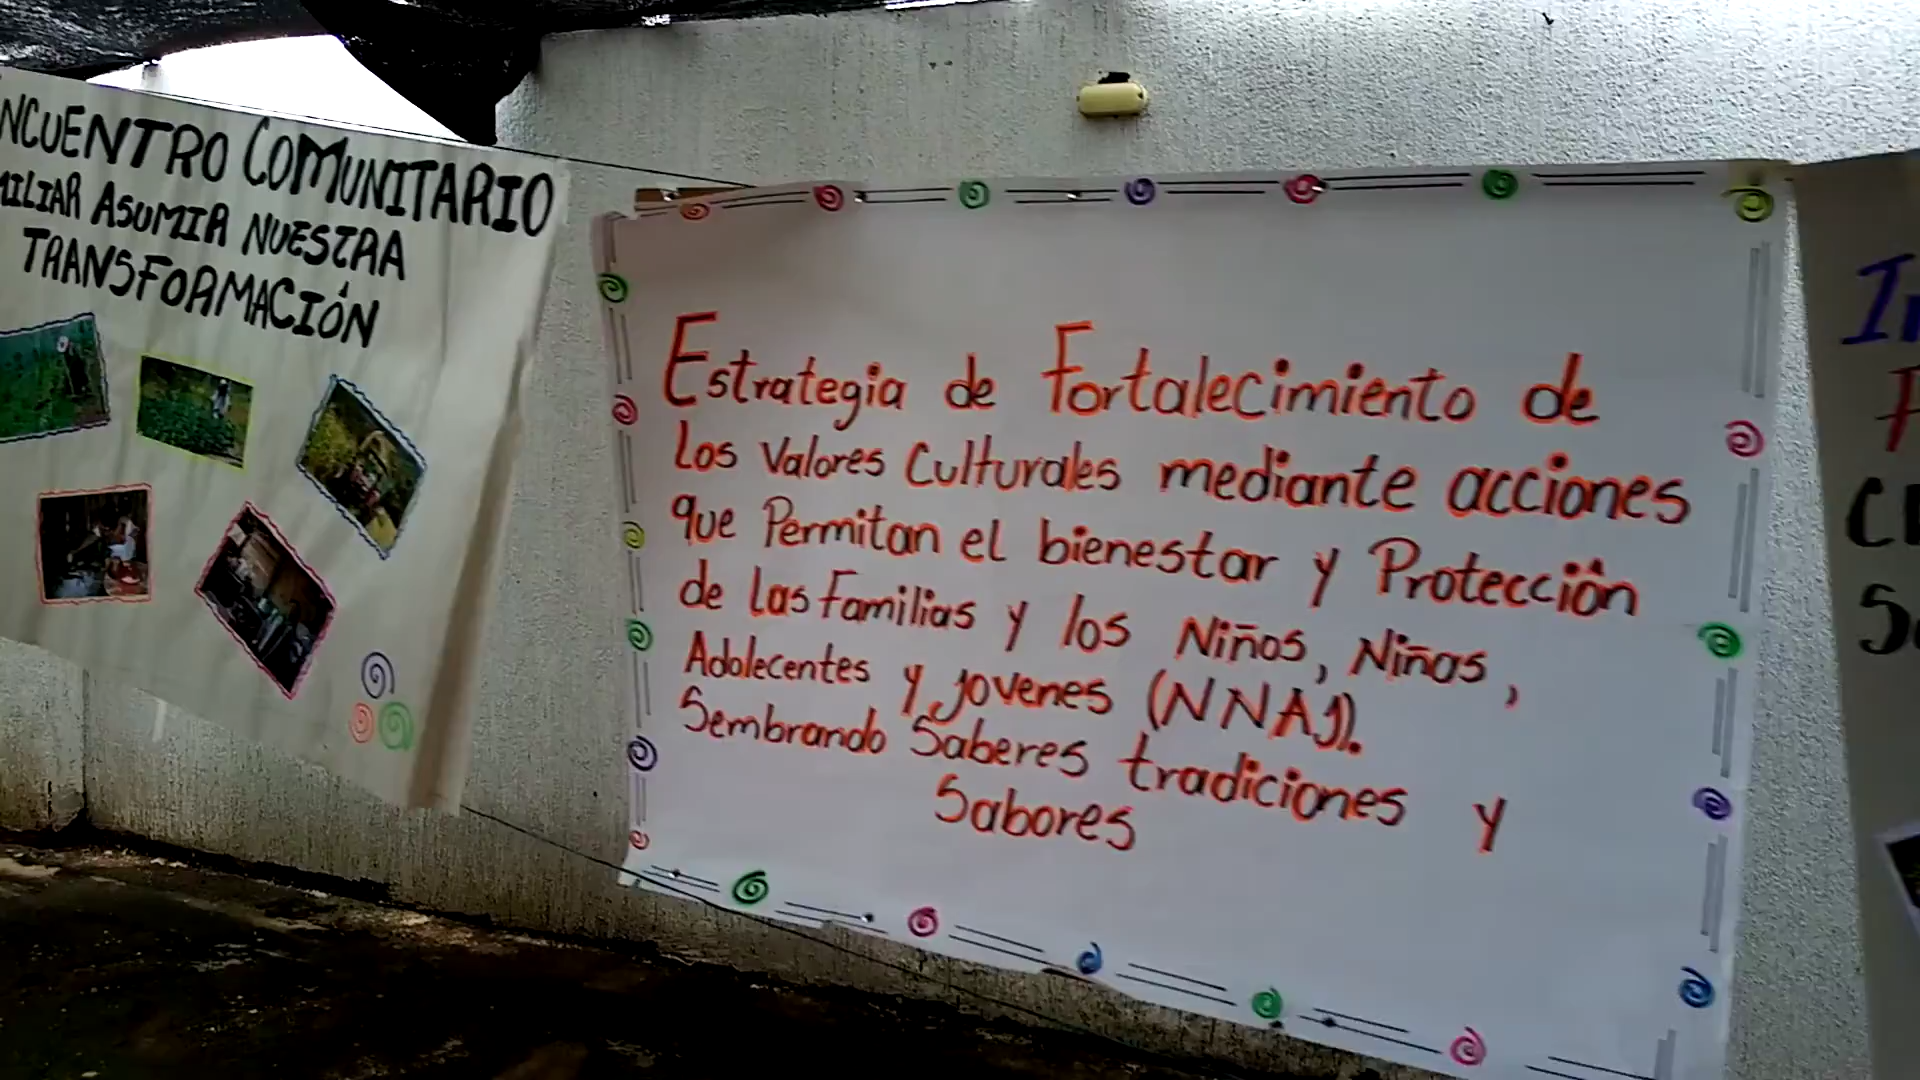 NCUENTRO COMUNITARIO
MILIAR ASUMIR NUESTRA
TRANSFORMACIÓN
Estrategia de Fortalecimiento de
Los Valores Culturales mediante acciones
que Permitan el bienestar y Protección
de las Familias y los Niños, Niñas,
Adolecentes y jovenes (NNAJ).
Sembrando Saberes tradiciones y
Sabores